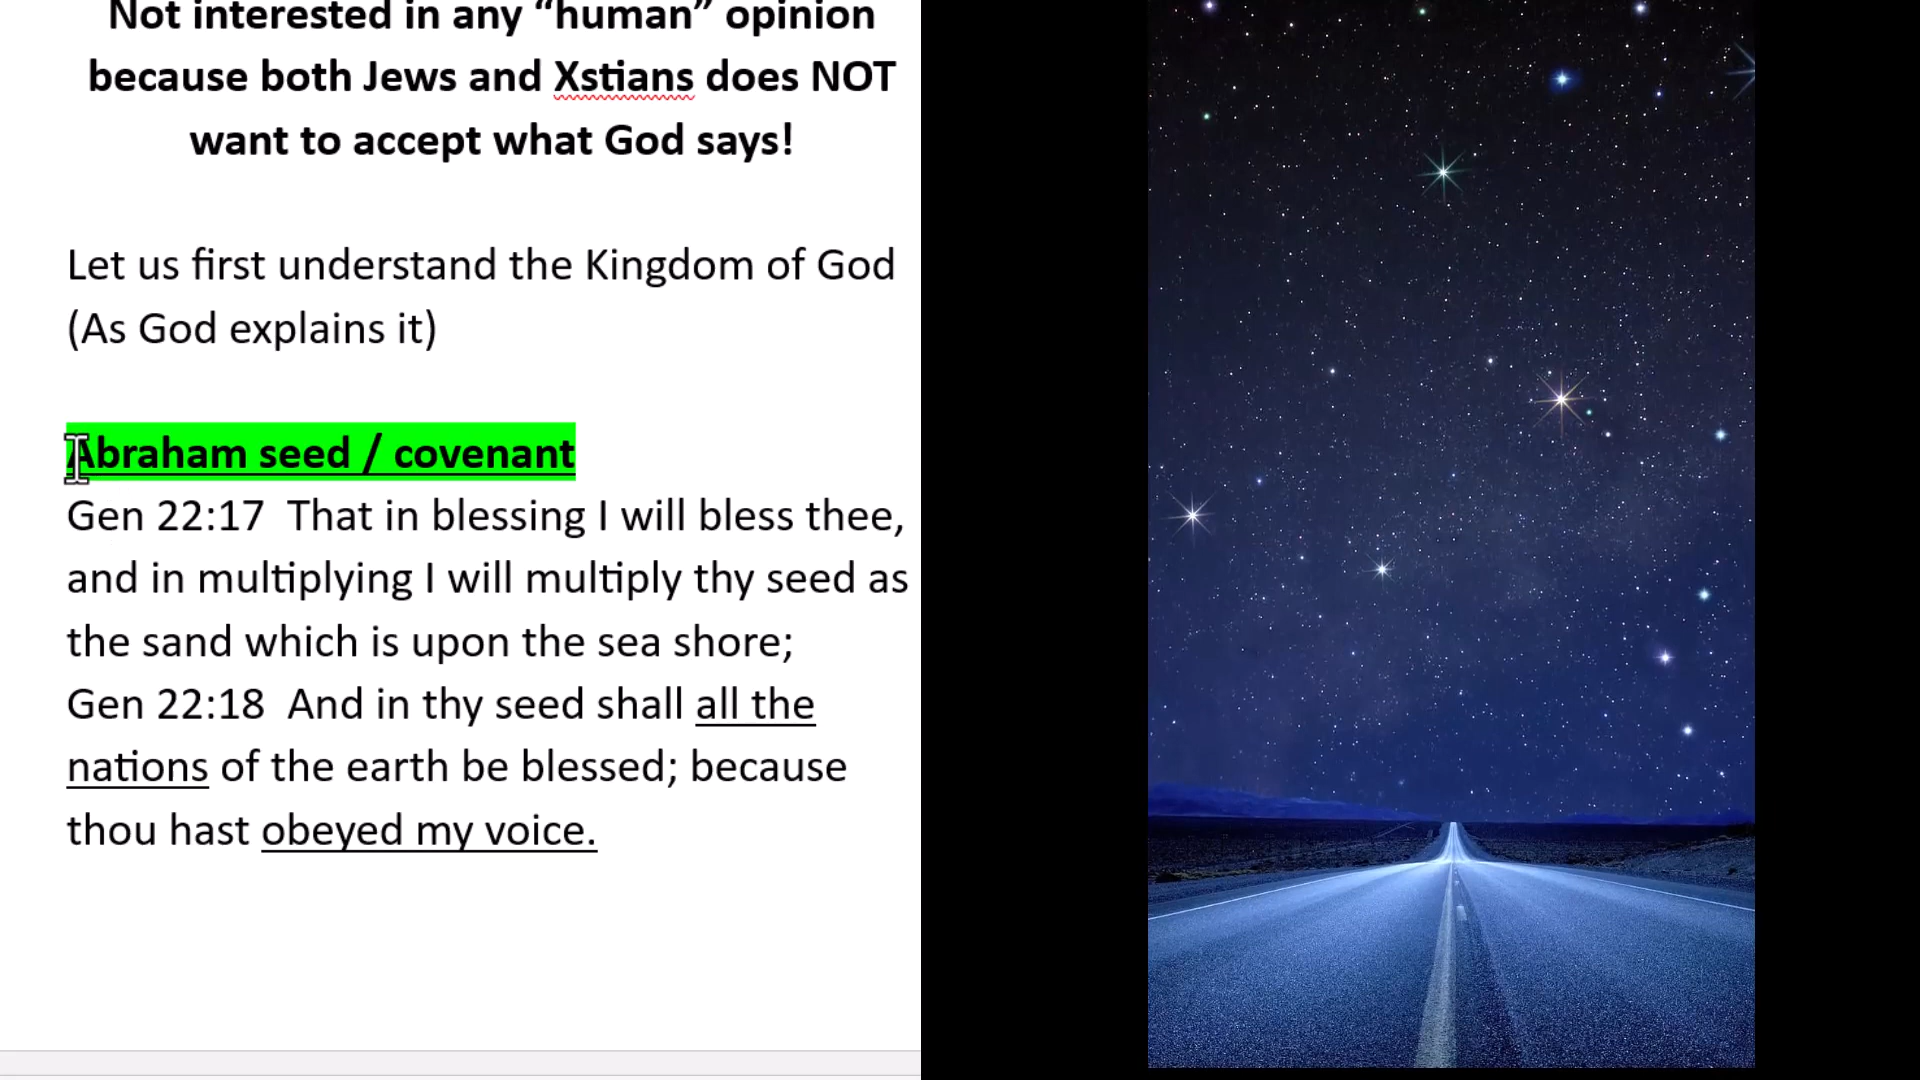 Not interested in any “human” opinion
because both Jews and Xstians does NOT
want to accept what God says!
Let us first understand the Kingdom of God
(As God explains it)
Abraham seed / covenant
Gen 22:17  That in blessing I will bless thee,
and in multiplying I will multiply thy seed as
the sand which is upon the sea shore;
Gen 22:18  And in thy seed shall all the
nations of the earth be blessed; because
thou hast obeyed my voice.